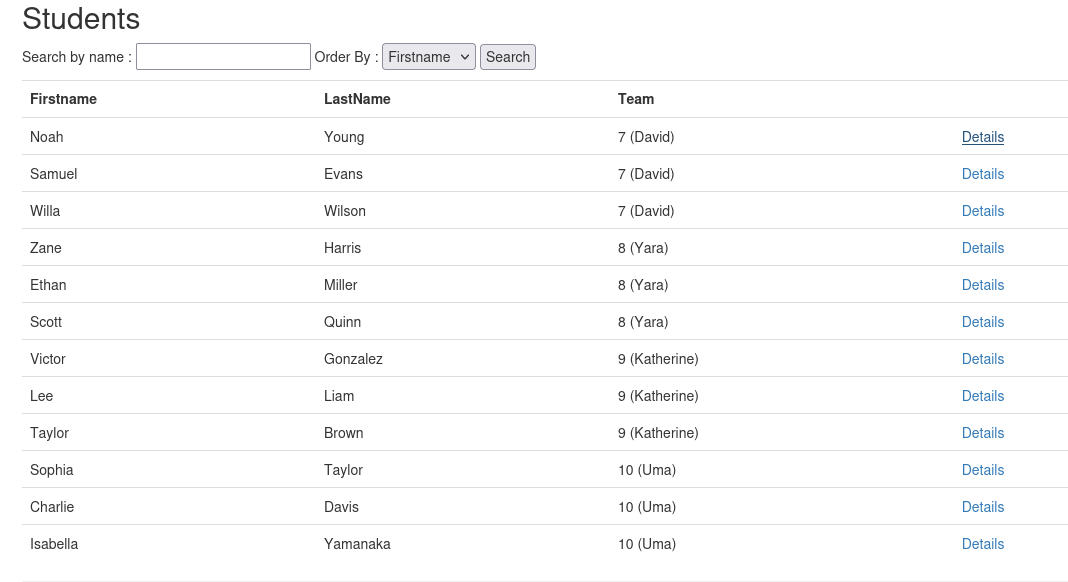 Students
Search by name : Order By : Firstname Search
Firstname LastName Team
Noah Young 7 (David) Details
Samuel Evans 7 (David) Details
Willa Wilson 7 (David) Details
Zane Harris 8 (Yara) Details
Ethan Miller 8 (Yara) Details
Scott Quinn 8 (Yara) Details
Victor Gonzalez 9 (Katherine) Details
Lee Liam 9 (Katherine) Details
Taylor Brown 9 (Katherine) Details
Sophia Taylor 10 (Uma) Details
Charlie Davis 10 (Uma) Details
Isabella Yamanaka 10 (Uma) Details